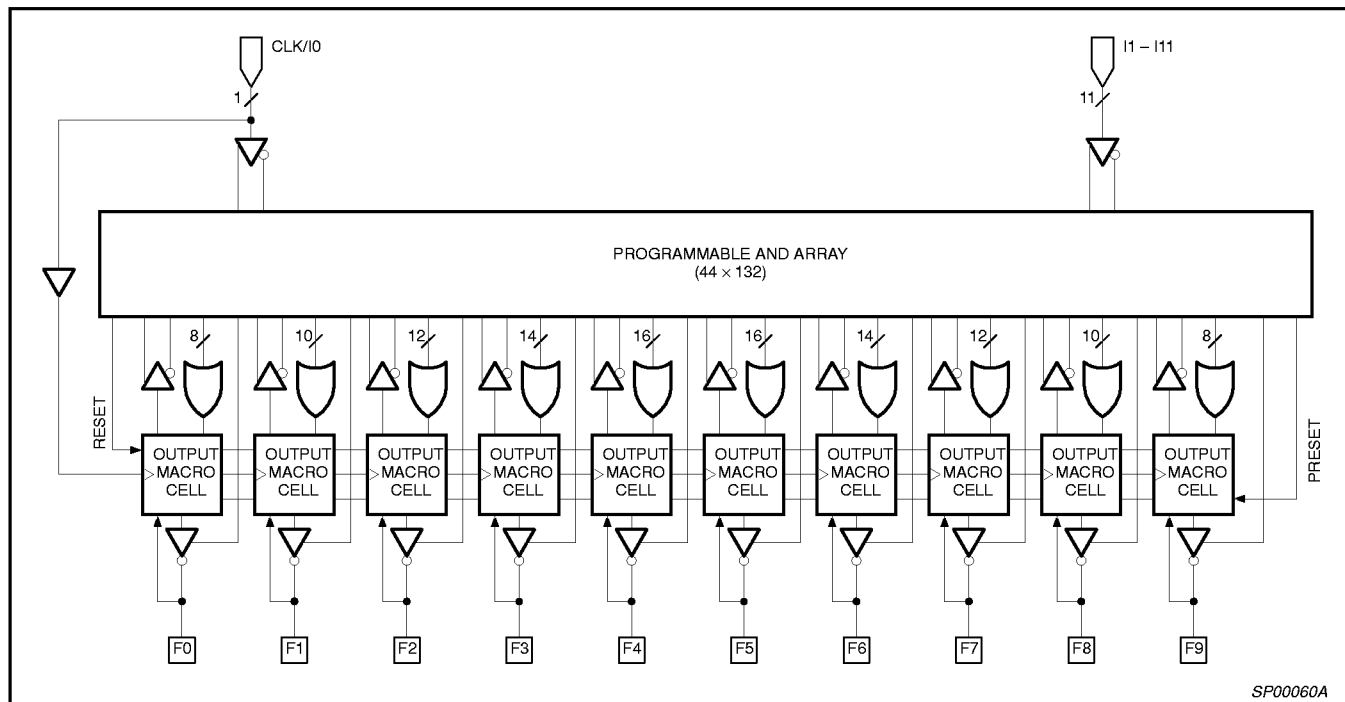 CLK/I0
I1 – I11
1
11
PROGRAMMABLE AND ARRAY
(44 × 132)
8
10
12
14
16
16
14
12
10
8
RESET
PRESET
OUTPUT
MACRO
CELL
OUTPUT
MACRO
CELL
OUTPUT
MACRO
CELL
OUTPUT
MACRO
CELL
OUTPUT
MACRO
CELL
OUTPUT
MACRO
CELL
OUTPUT
MACRO
CELL
OUTPUT
MACRO
CELL
OUTPUT
MACRO
CELL
OUTPUT
MACRO
CELL
F0
F1
F2
F3
F4
F5
F6
F7
F8
F9
SP00060A